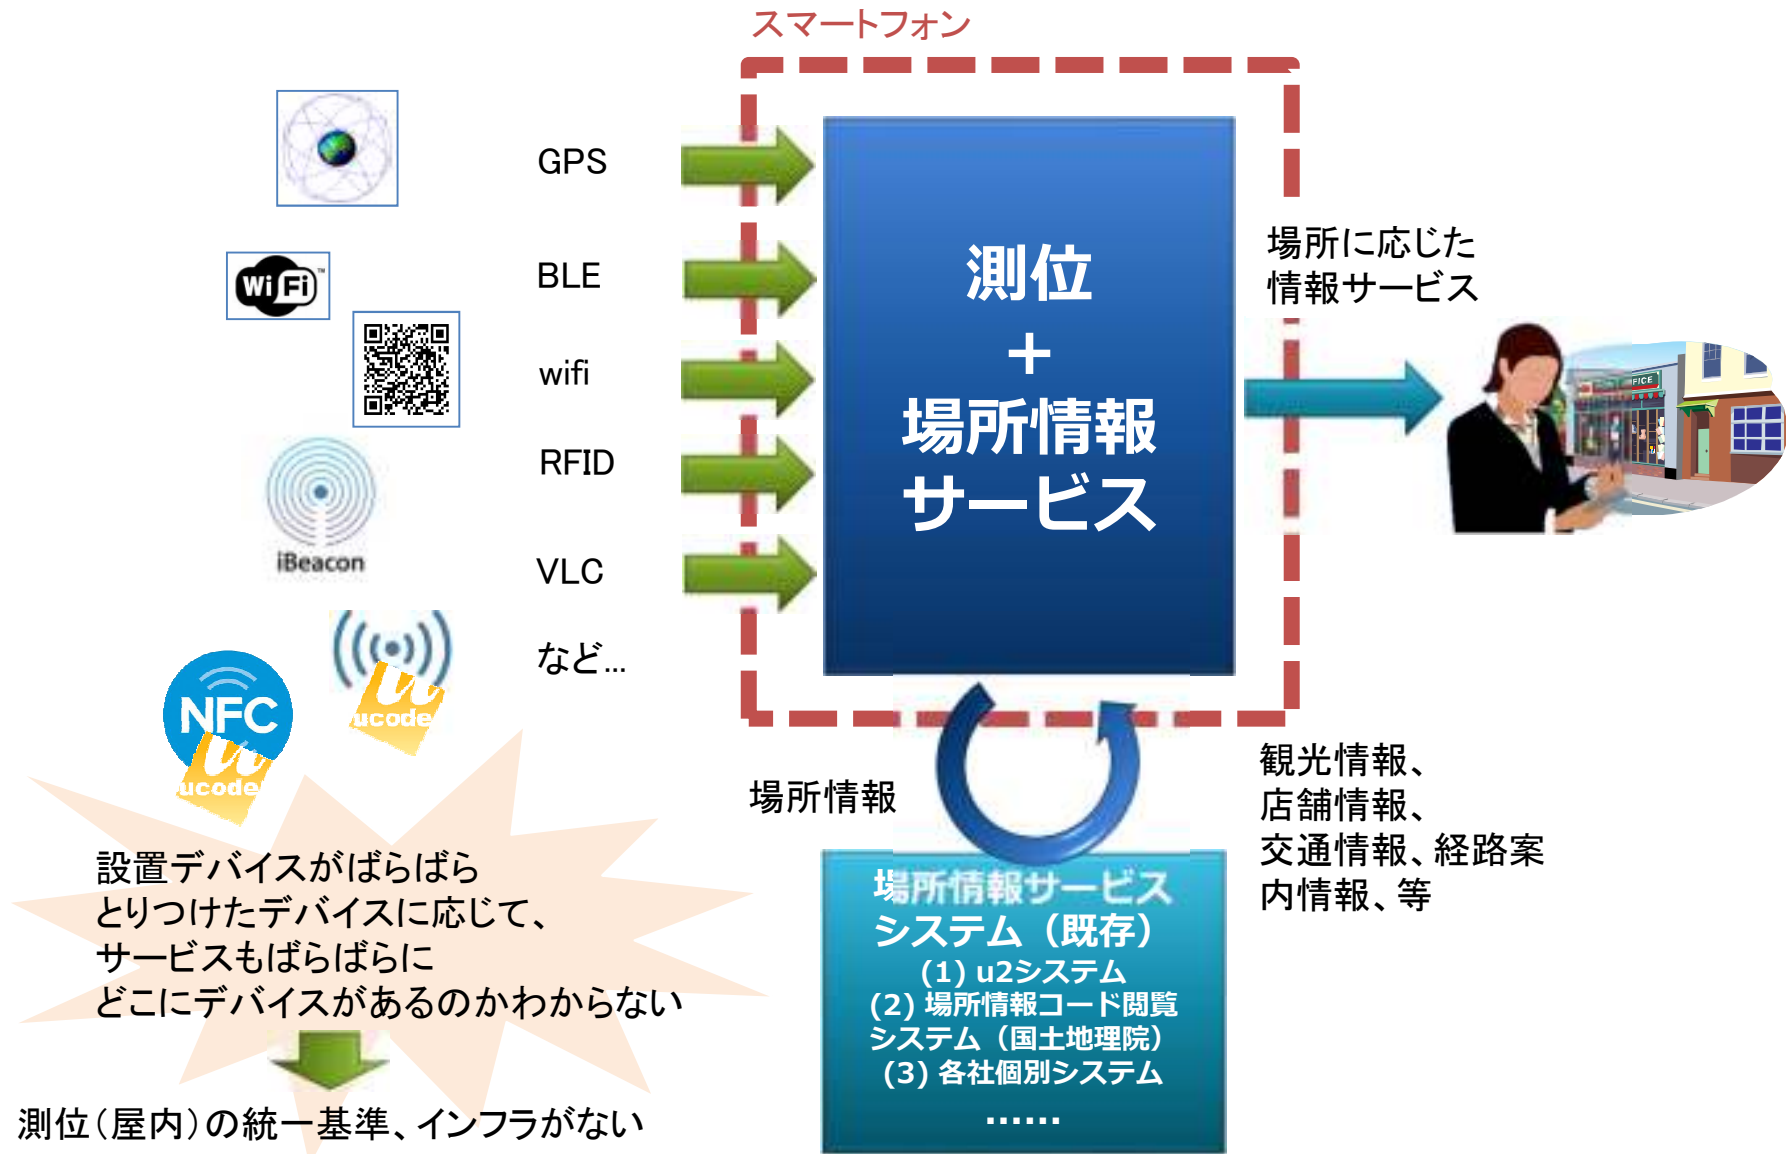 スマートフォン
GPS
BLE
wifi
RFID
VLC
など...
WiFi
iBeacon
NFC
ucode
ucode
測位
+
場所情報
サービス
場所に応じた
情報サービス
FICE
場所情報
観光情報、
店舗情報、
交通情報、経路案
内情報、等
場所情報サービス
システム（既存）
(1) u2システム
(2) 場所情報コード閲覧
システム（国土地理院）
(3) 各社個別システム
……
設置デバイスがばらばら
とりつけたデバイスに応じて、
サービスもばらばらに
どこにデバイスがあるのかわからない
測位（屋内）の統一基準、インフラがない